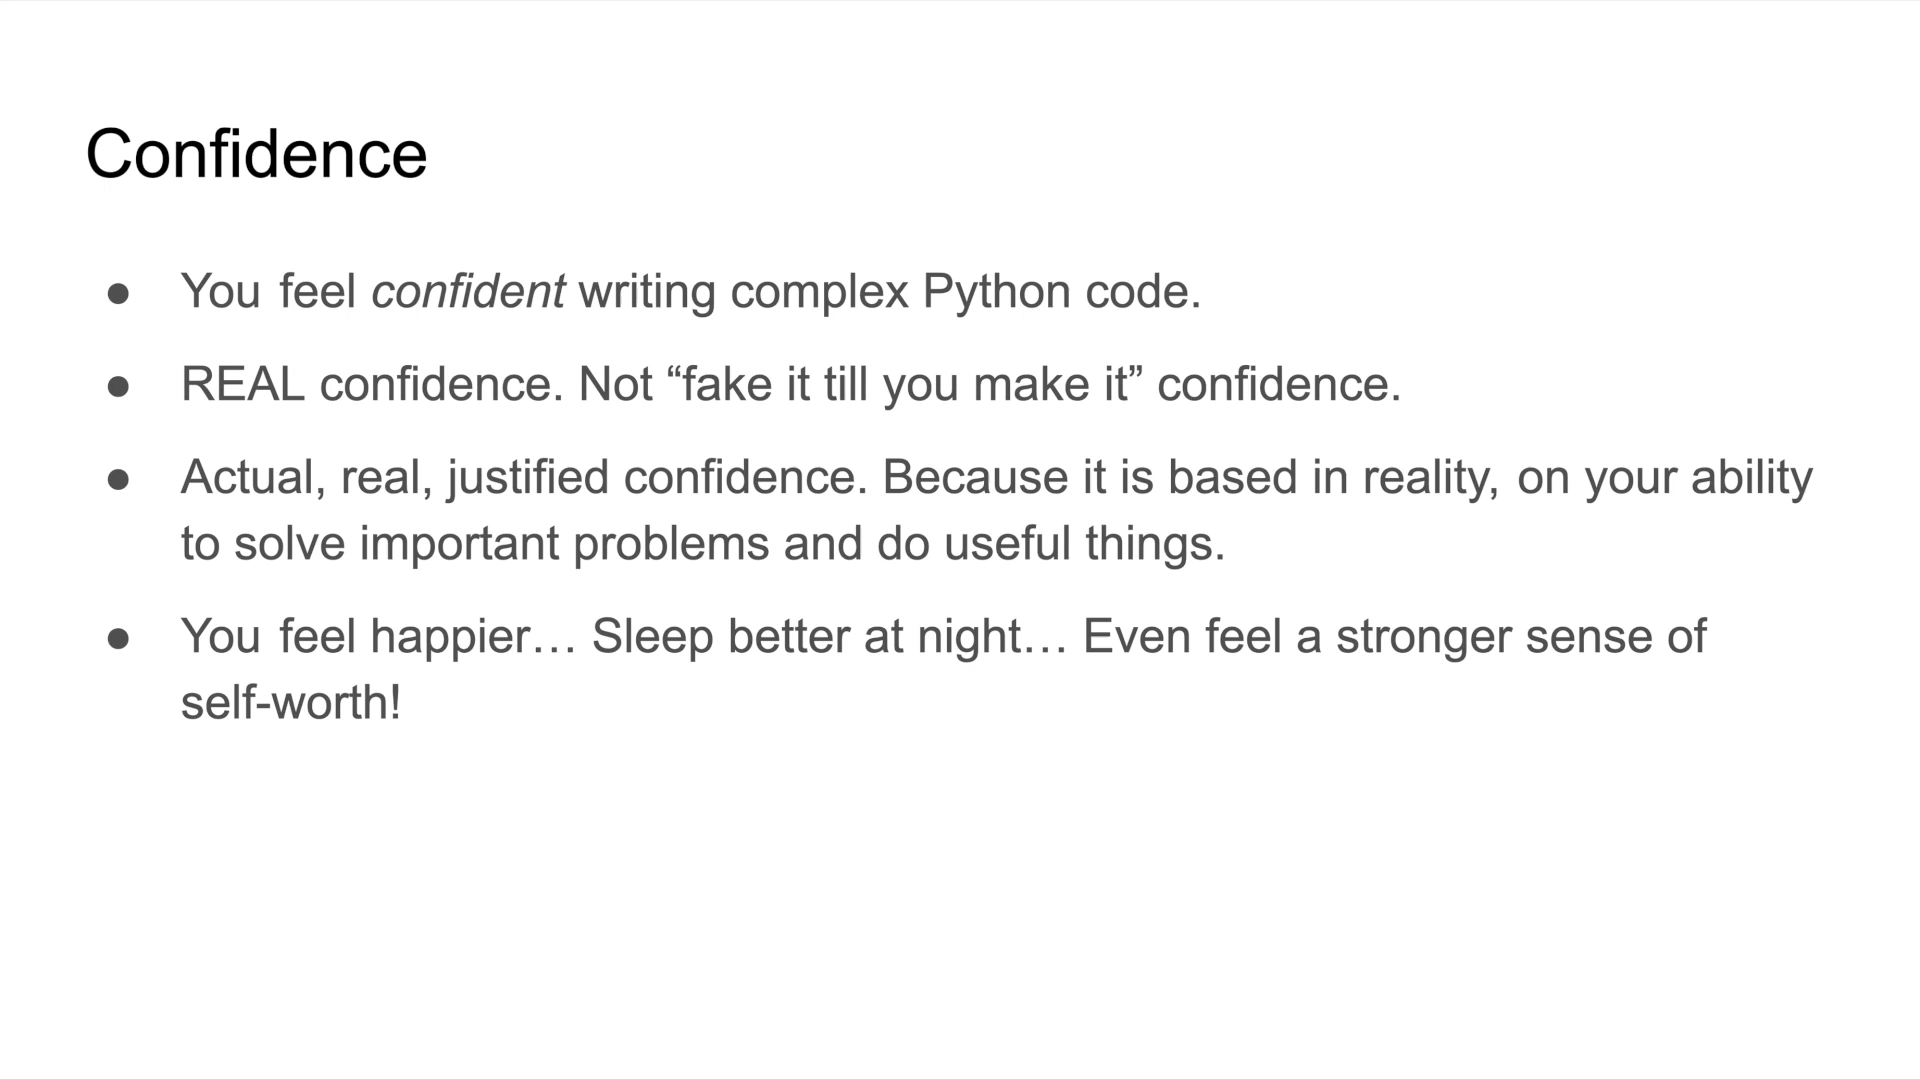 Confidence
● You feel confident writing complex Python code.
● REAL confidence. Not “fake it till you make it” confidence.
● Actual, real, justified confidence. Because it is based in reality, on your ability
to solve important problems and do useful things.
● You feel happier… Sleep better at night… Even feel a stronger sense of
self-worth!